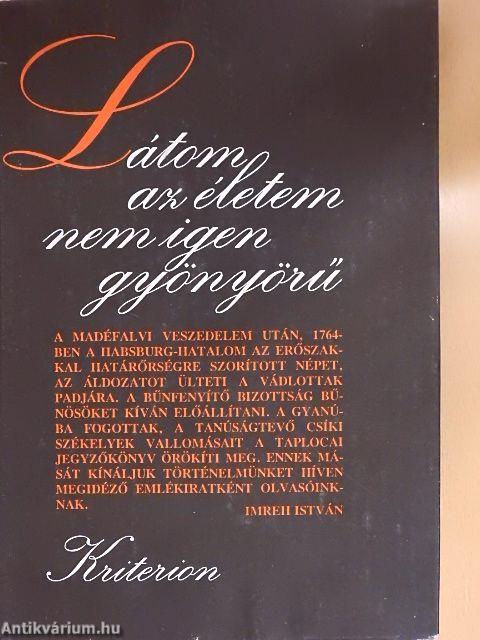 Látom
az életem
nem igen
gyönyörű
A MADÉFALVI VESZEDELEM UTÁN, 1764-
BEN A HABSBURG-HATALOM AZ ERŐSZAK-
KAL HATÁRŐRSÉGRE SZORÍTOTT NÉPET,
AZ ÁLDOZATOT ÜLTETI A VÁDLOTTAK
PADJÁRA. A BŰNFENYÍTŐ BIZOTTSÁG BŰ-
NÖSÖKET KÍVÁN ELŐÁLLÍTANI. A GYANÚ-
BA FOGOTTAK, A TANÚSÁGTEVŐ CSÍKI
SZÉKELYEK VALLOMÁSAIT A TAPLOCAI
JEGYZŐKÖNYV ÖRÖKÍTI MEG. ENNEK MÁ-
SÁT KÍNÁLJUK TÖRTÉNELMÜNKET HÍVEN
MEGIDÉZŐ EMLÉKIRATKÉNT OLVASÓINK-
NAK.
IMREH ISTVÁN
Kriterion
Antikvárium.hu